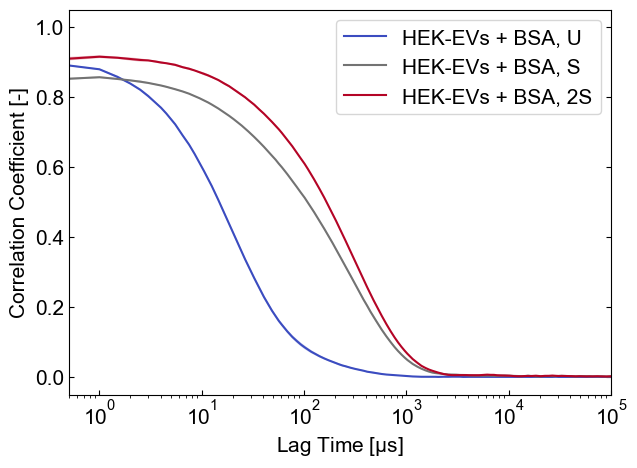 1.0
0.8
0.6
0.4
0.2
0.0
Correlation Coefficient [-]
HEK-EVs + BSA, U
HEK-EVs + BSA, S
HEK-EVs + BSA, 2S
10⁰ 10¹ 10² 10³ 10⁴ 10⁵
Lag Time [µs]